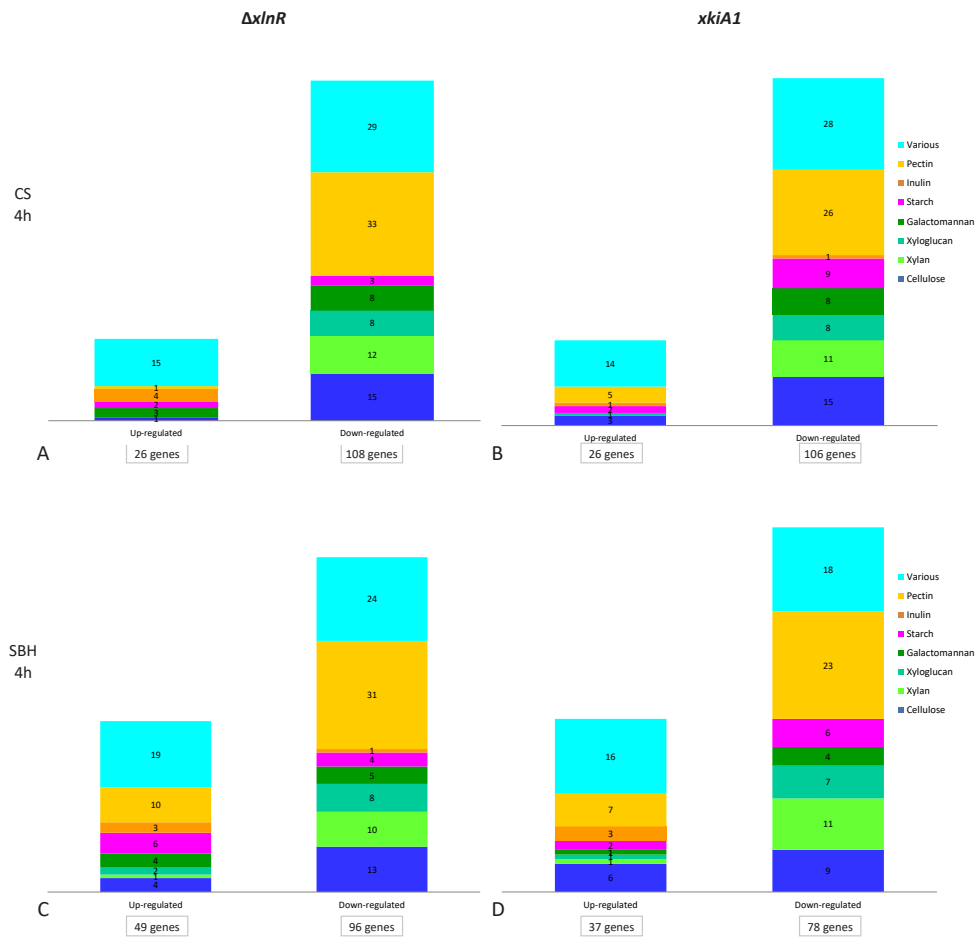 ΔxlnR
xkiA1
CS
4h
29
33
3
8
8
12
15
15
1
4
2
3
1
Up-regulated
Down-regulated
A
26 genes
108 genes
28
26
1
9
8
8
11
15
14
5
1
2
1
3
Up-regulated
Down-regulated
B
26 genes
106 genes
Various
Pectin
Inulin
Starch
Galactomannan
Xyloglucan
Xylan
Cellulose
SBH
4h
24
31
1
4
5
8
10
13
19
10
3
6
4
2
1
4
Up-regulated
Down-regulated
C
49 genes
96 genes
18
23
6
4
7
11
9
16
7
3
2
1
1
1
6
Up-regulated
Down-regulated
D
37 genes
78 genes
Various
Pectin
Inulin
Starch
Galactomannan
Xyloglucan
Xylan
Cellulose